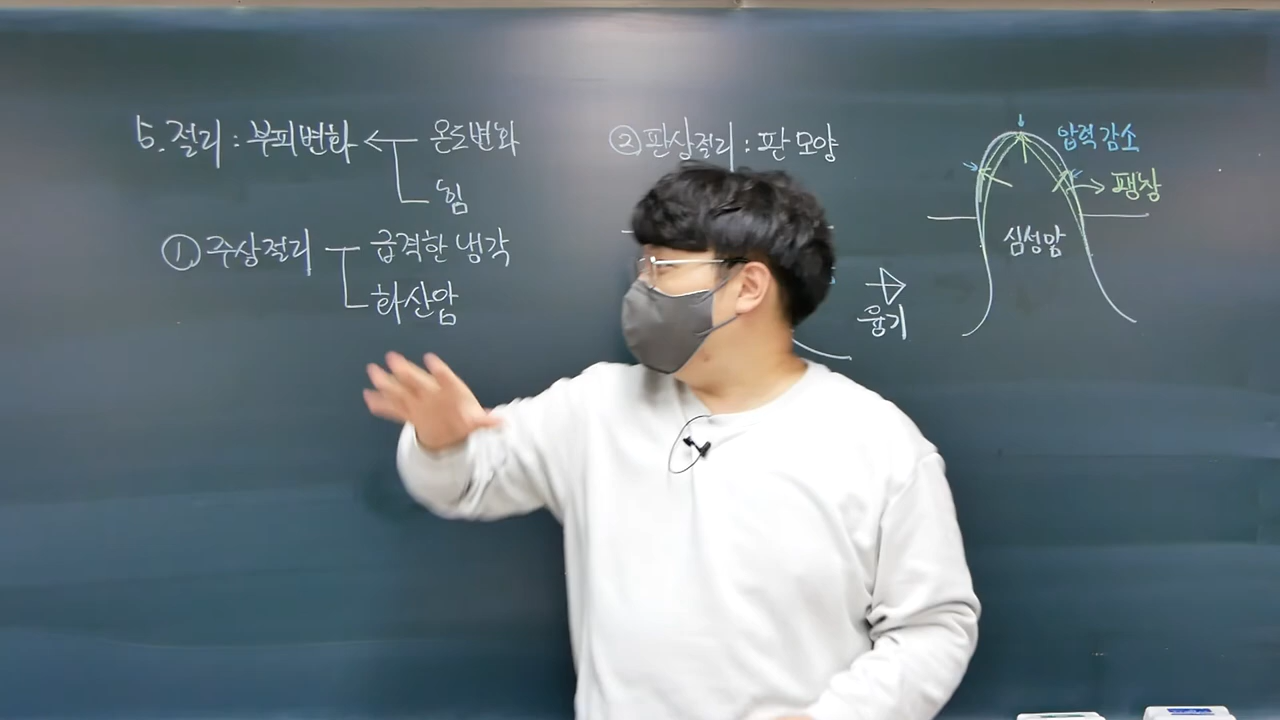 5. 절리 : 부피변화 ← 온도변화
힘
① 주상절리 급격한 냉각
화산암
② 판상절리 : 판 모양
융기
압력 감소
→ 팽창
심성암